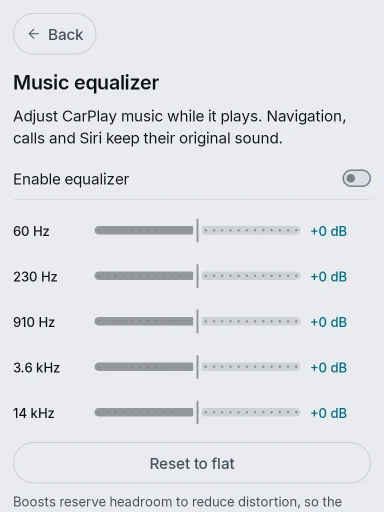 Back
Music equalizer
Adjust CarPlay music while it plays. Navigation,
calls and Siri keep their original sound.
Enable equalizer
60 Hz +0 dB
230 Hz +0 dB
910 Hz +0 dB
3.6 kHz +0 dB
14 kHz +0 dB
Reset to flat
Boosts reserve headroom to reduce distortion, so the